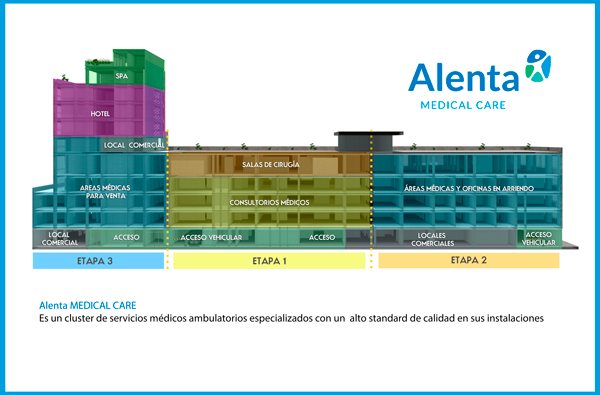 Alenta
MEDICAL CARE
SPA
HOTEL
LOCAL COMERCIAL
SALAS DE CIRUGÍA
AREAS MÉDICAS
PARA VENTA
CONSULTORIOS MÉDICOS
ÁREAS MÉDICAS Y OFICINAS EN ARRIENDO
LOCAL
COMERCIAL
ACCESO
ACCESO VEHICULAR
ACCESO
LOCALES
COMERCIALES
ACCESO
VEHICULAR
ETAPA 3
ETAPA 1
ETAPA 2
Alenta MEDICAL CARE
Es un cluster de servicios médicos ambulatorios especializados con un alto standard de calidad en sus instalaciones